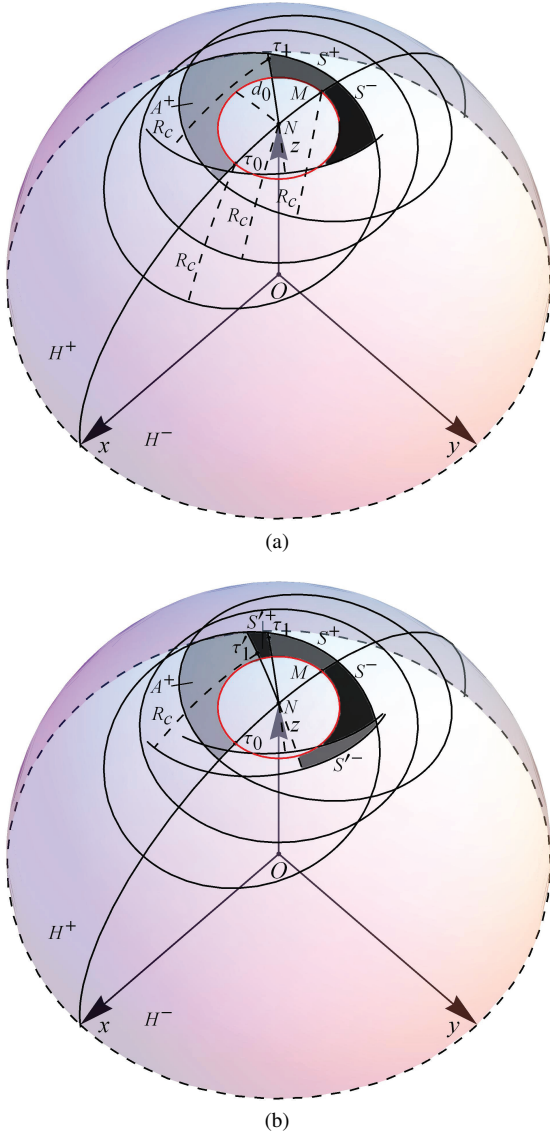 τ₁ S⁺
d₀ M S⁻
A⁺
R_C N
τ₀ z
R_C
R_C
R_C
O
H⁺
x H⁻ y
(a)
S′⁺ τ₁ S⁺
τ′₁ M S⁻
A⁺
R_C N
τ₀ z
S′⁻
O
H⁺
x H⁻ y
(b)